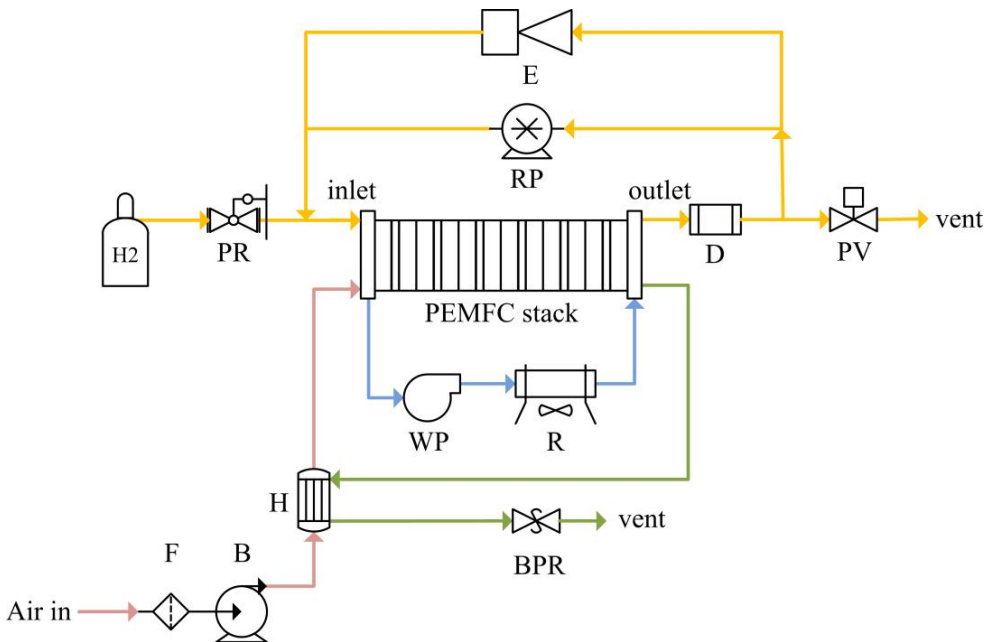 E
RP
inlet
outlet
H2
PR
D
PV
vent
PEMFC stack
WP
R
H
vent
BPR
F
B
Air in